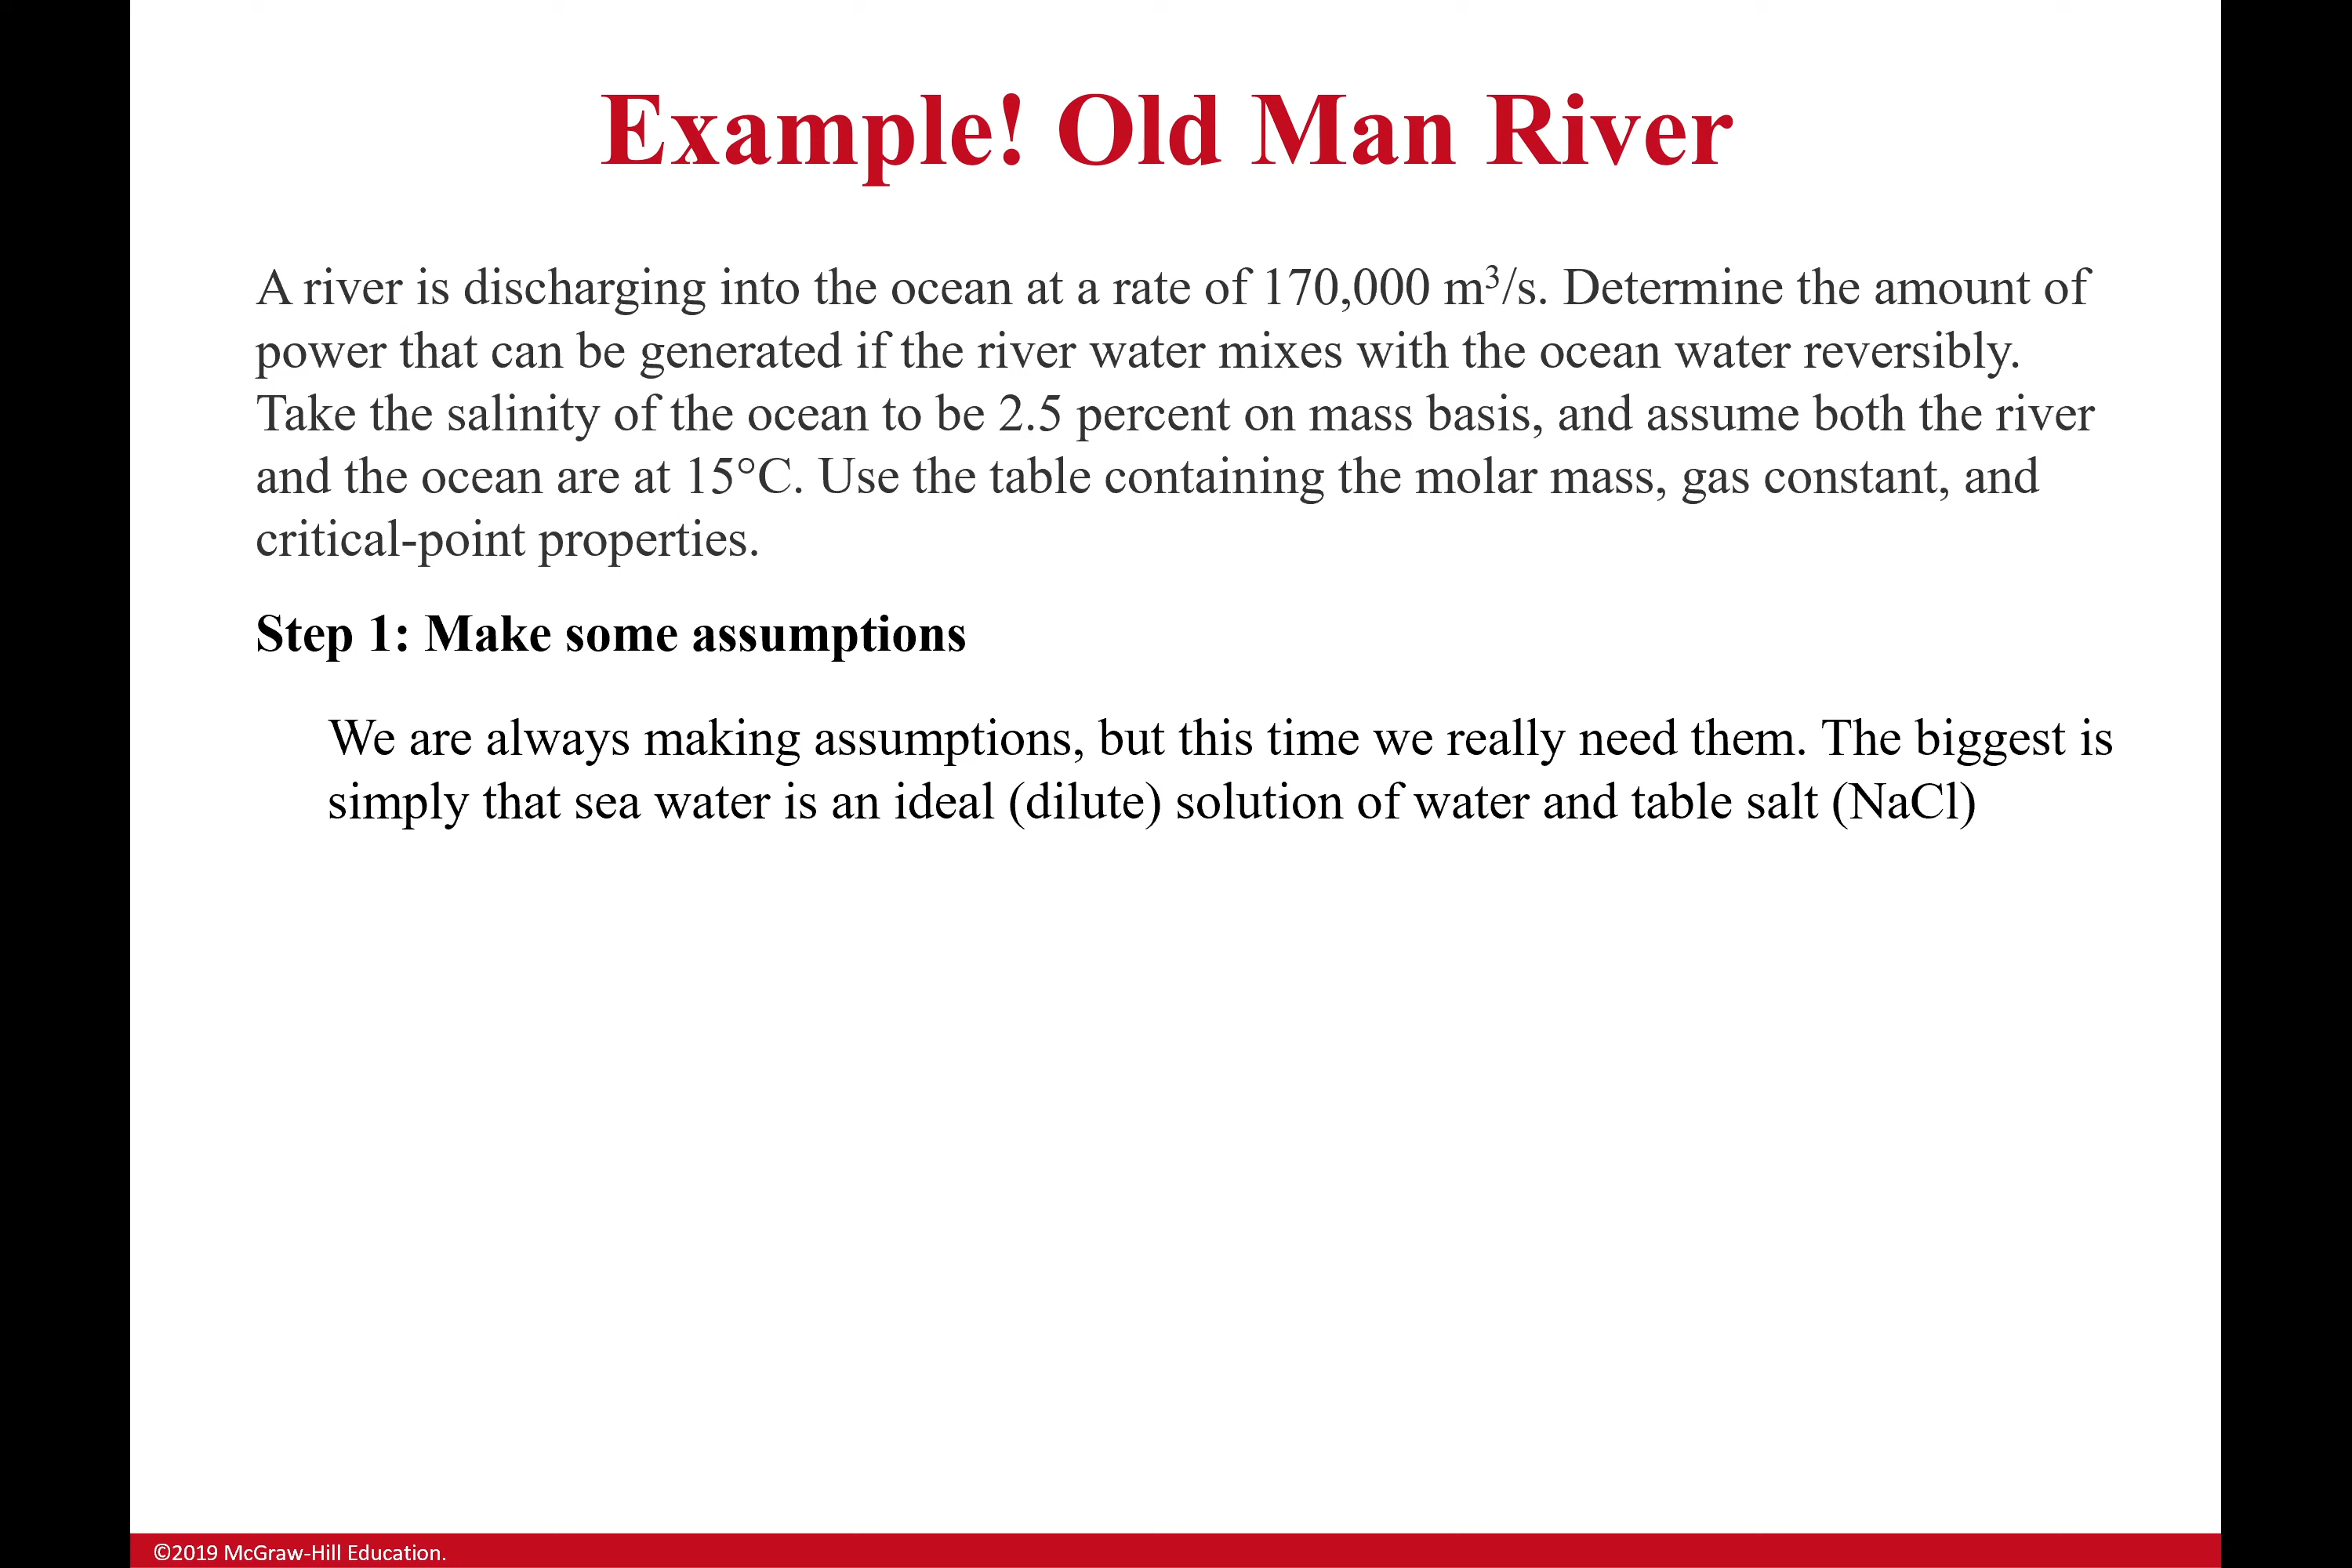 Example! Old Man River
A river is discharging into the ocean at a rate of 170,000 m³/s. Determine the amount of
power that can be generated if the river water mixes with the ocean water reversibly.
Take the salinity of the ocean to be 2.5 percent on mass basis, and assume both the river
and the ocean are at 15°C. Use the table containing the molar mass, gas constant, and
critical-point properties.
Step 1: Make some assumptions
We are always making assumptions, but this time we really need them. The biggest is
simply that sea water is an ideal (dilute) solution of water and table salt (NaCl)
©2019 McGraw-Hill Education.